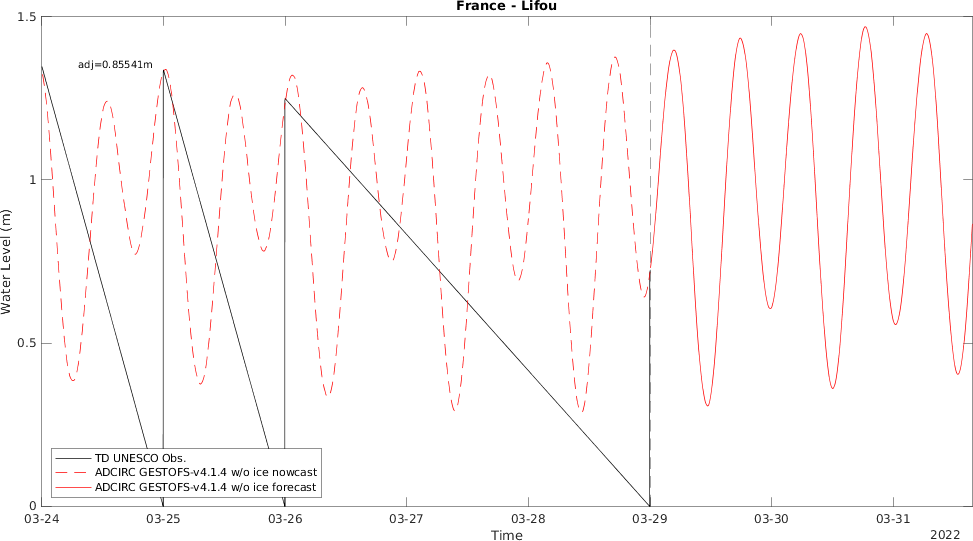 France - Lifou
1.5
adj=0.85541m
1
Water Level (m)
0.5
TD UNESCO Obs.
ADCIRC GESTOFS-v4.1.4 w/o ice nowcast
ADCIRC GESTOFS-v4.1.4 w/o ice forecast
0
03-24 03-25 03-26 03-27 03-28 03-29 03-30 03-31
Time
2022